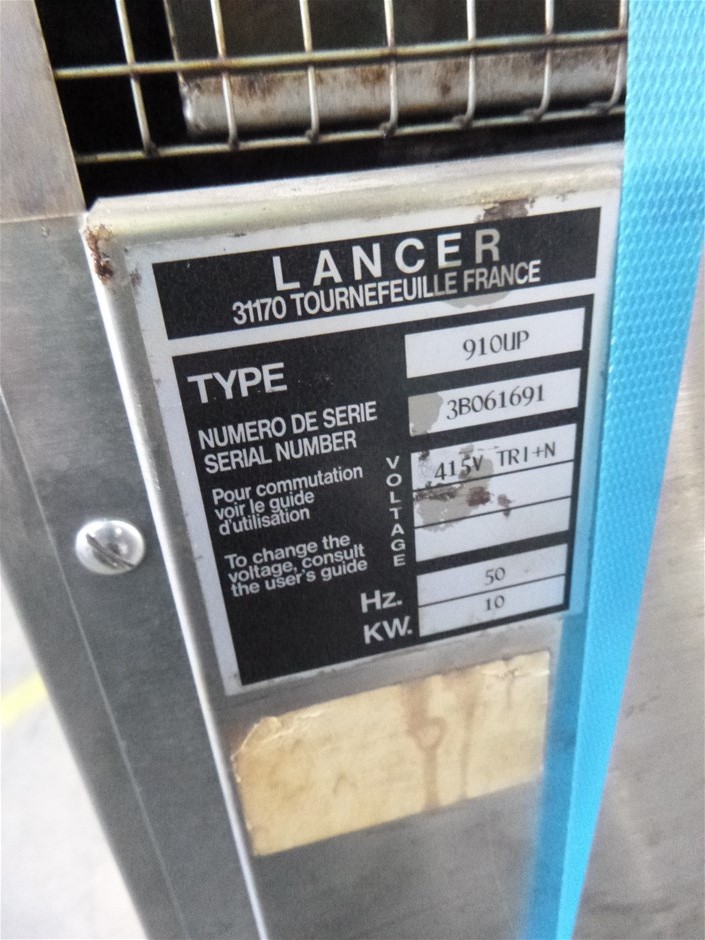 LANCER
31170 TOURNEFEUILLE FRANCE
TYPE 910UP
NUMERO DE SERIE
SERIAL NUMBER
3B061691
Pour commutation
voir le guide
d'utilisation
To change the
voltage, consult
the user's guide
VOLTAGE
415V TRI+N
Hz. 50
KW. 10